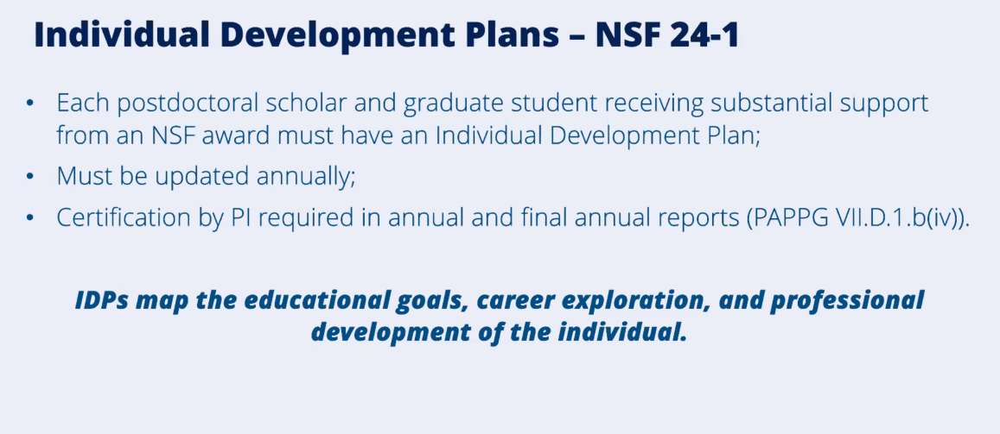 Individual Development Plans – NSF 24-1
• Each postdoctoral scholar and graduate student receiving substantial support
from an NSF award must have an Individual Development Plan;
• Must be updated annually;
• Certification by PI required in annual and final annual reports (PAPPG VII.D.1.b(iv)).
IDPs map the educational goals, career exploration, and professional
development of the individual.